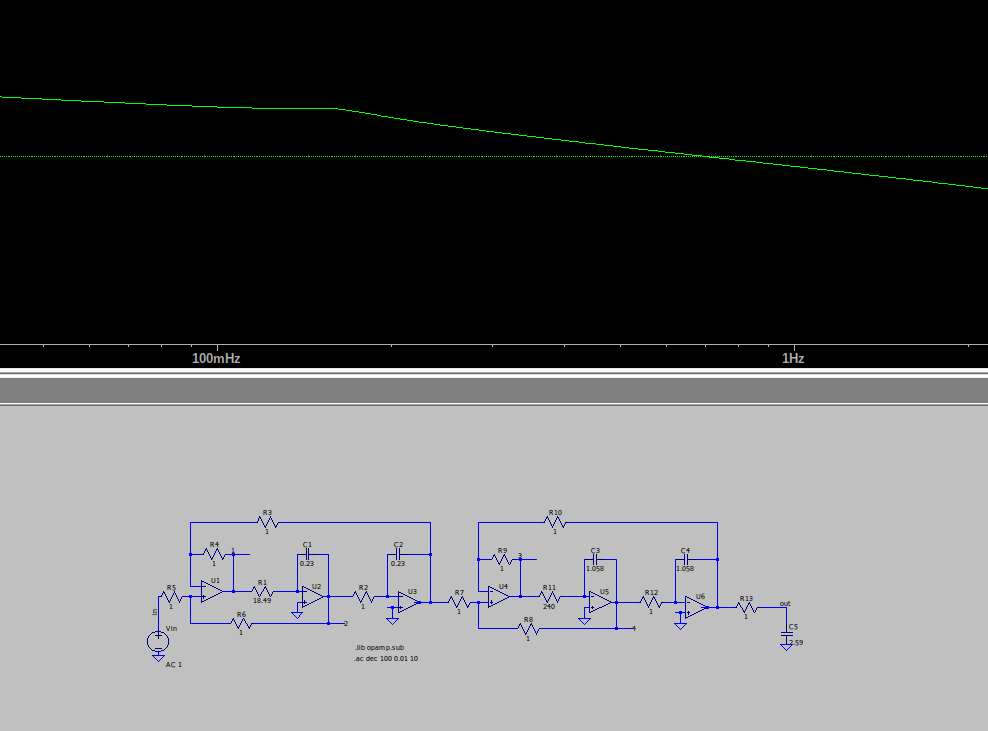 100mHz
1Hz
R3
1
R10
1
R4
1
1
C1
0.23
C2
0.23
R9
1
3
C3
1.058
C4
1.058
R5
1
U1
R1
18.49
U2
R2
1
U3
R7
1
U4
R11
240
U5
R12
1
U6
R13
1
out
In
R6
1
2
R8
1
4
C5
2.59
Vin
AC 1
.lib opamp.sub
.ac dec 100 0.01 10